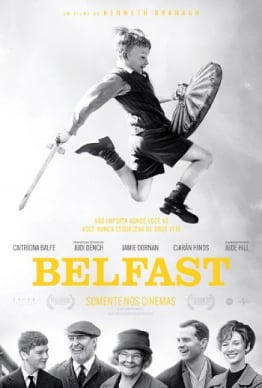 UM FILME DE KENNETH BRANAGH
NÃO IMPORTA AONDE VOCÊ VÁ
VOCÊ NUNCA ESQUECERÁ DE ONDE VEIO
CAITRÍONA BALFE JUDI DENCH JAMIE DORNAN CIARÁN HINDS JUDE HILL
BELFAST
SOMENTE NOS CINEMAS